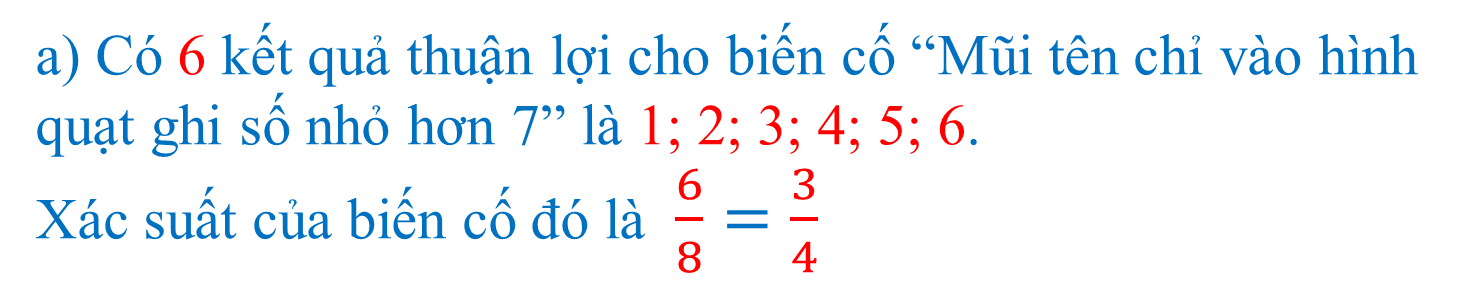 a) Có 6 kết quả thuận lợi cho biến cố “Mũi tên chỉ vào hình
quạt ghi số nhỏ hơn 7” là 1; 2; 3; 4; 5; 6.
Xác suất của biến cố đó là 6/8 = 3/4